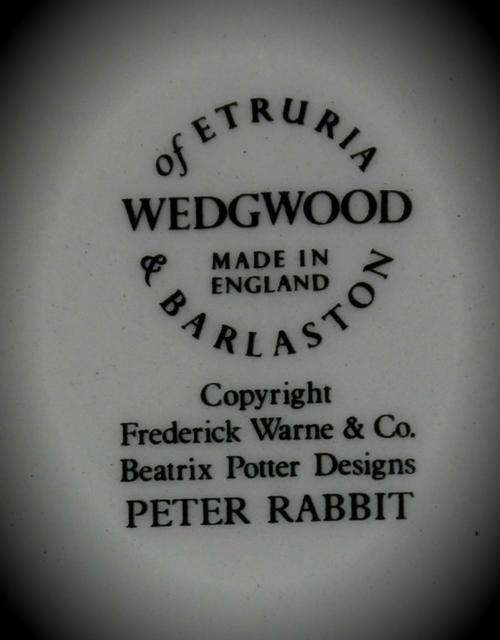 of ETRURIA
WEDGWOOD
MADE IN
ENGLAND
& BARLASTON
Copyright
Frederick Warne & Co.
Beatrix Potter Designs
PETER RABBIT